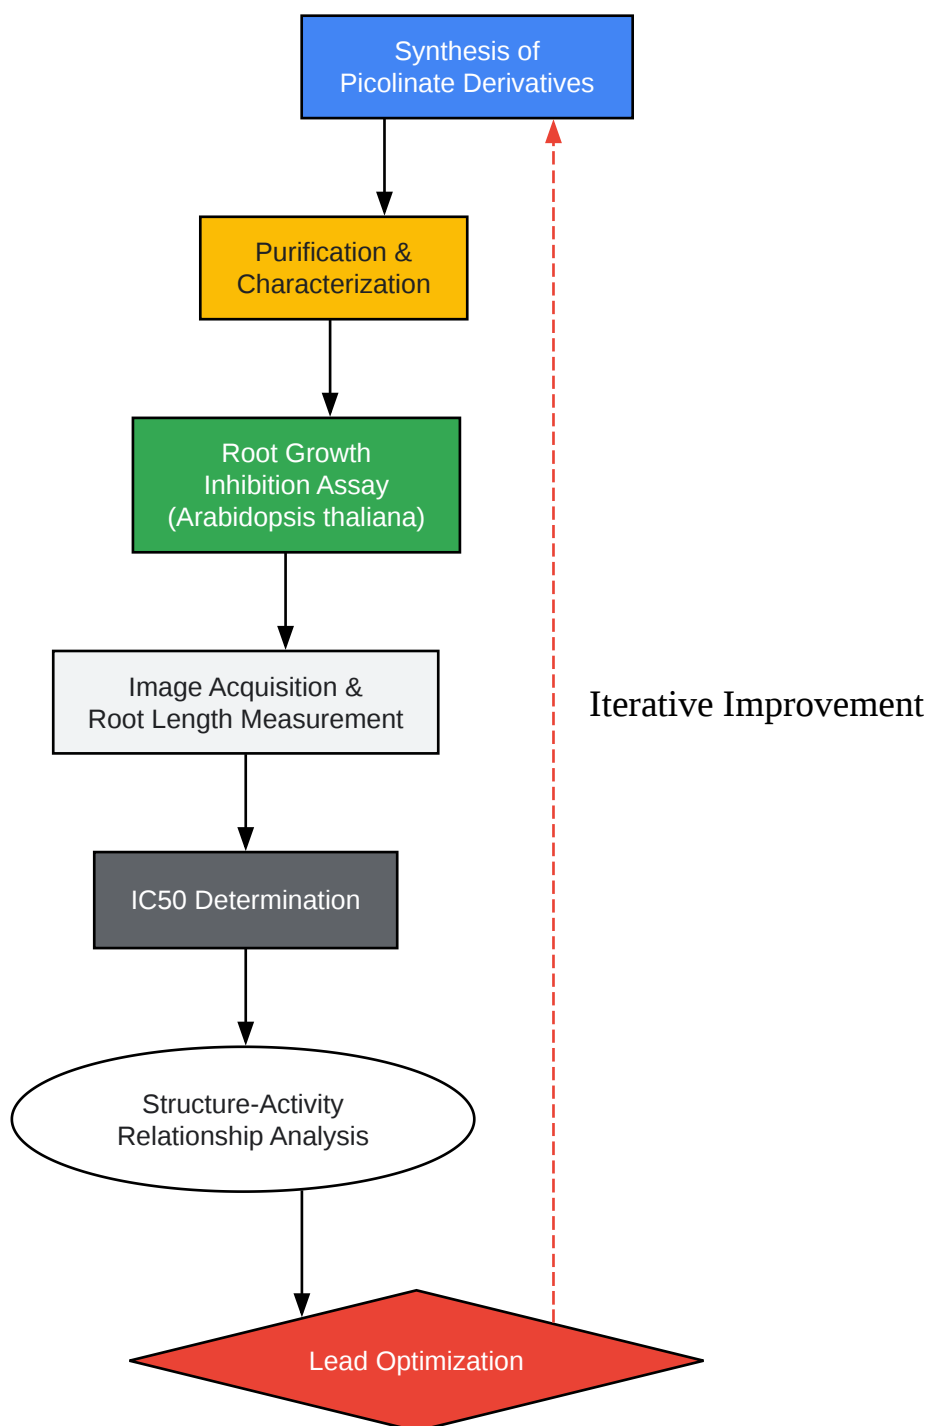 Synthesis of
Picolinate Derivatives
Purification &
Characterization
Root Growth
Inhibition Assay
(Arabidopsis thaliana)
Image Acquisition &
Root Length Measurement
Iterative Improvement
IC50 Determination
Structure-Activity
Relationship Analysis
Lead Optimization